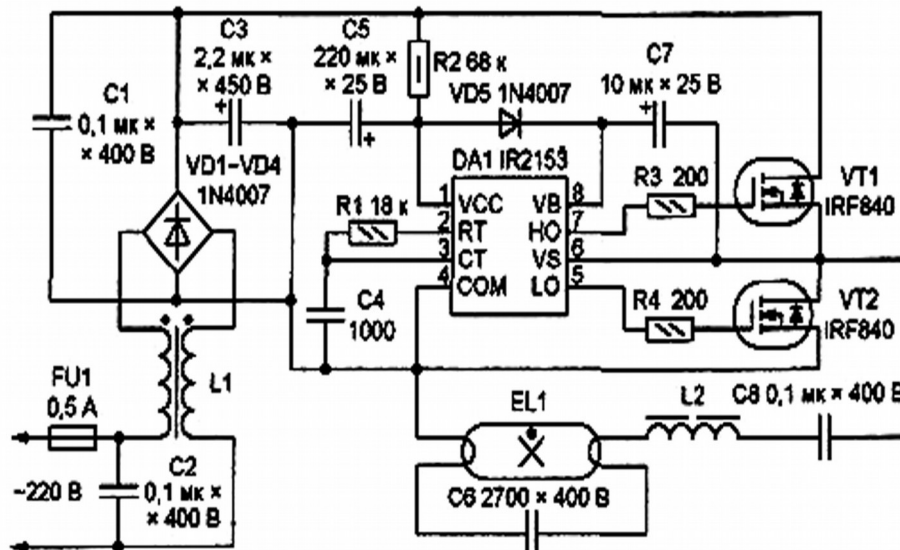 C1
0,1 мк ×
× 400 В
C3
2,2 мк ×
× 450 В
+
C5
220 мк ×
× 25 В
+
R2 68 к
VD5 1N4007
C7
10 мк × 25 В
+
VD1–VD4
1N4007
DA1 IR2153
R1 18 к
1 VCC VB 8
2 RT HO 7
3 CT VS 6
4 COM LO 5
R3 200
VT1
IRF840
C4
1000
R4 200
VT2
IRF840
FU1
0,5 А
L1
EL1
L2
C8 0,1 мк × 400 В
~220 В
C2
0,1 мк ×
× 400 В
C6 2700 × 400 В